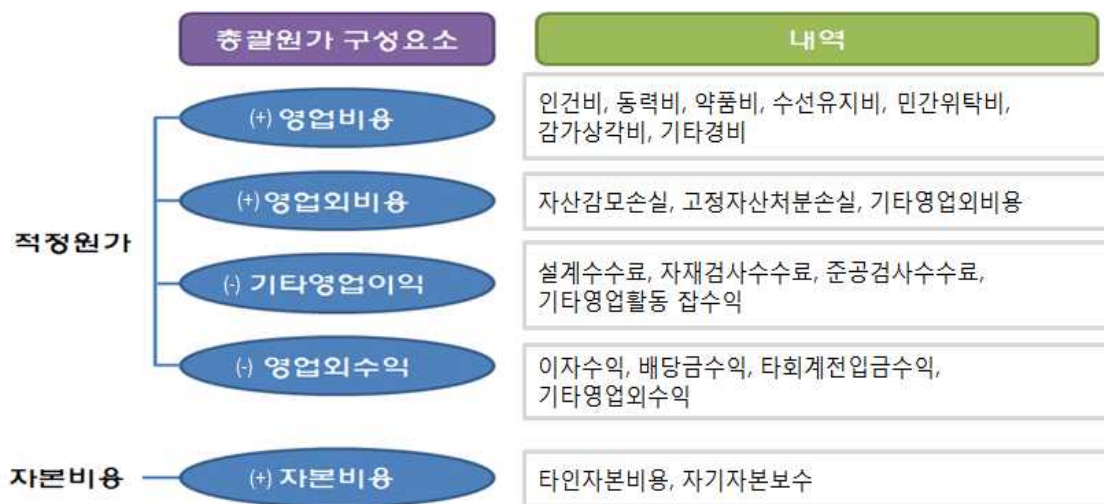 총괄원가 구성요소
내역
적정원가
(+) 영업비용
인건비, 동력비, 약품비, 수선유지비, 민간위탁비,
감가상각비, 기타경비
(+) 영업외비용
자산감모손실, 고정자산처분손실, 기타영업외비용
(-) 기타영업이익
설계수수료, 자재검사수수료, 준공검사수수료,
기타영업활동 잡수익
(-) 영업외수익
이자수익, 배당금수익, 타회계전입금수익,
기타영업외수익
자본비용
(+) 자본비용
타인자본비용, 자기자본보수